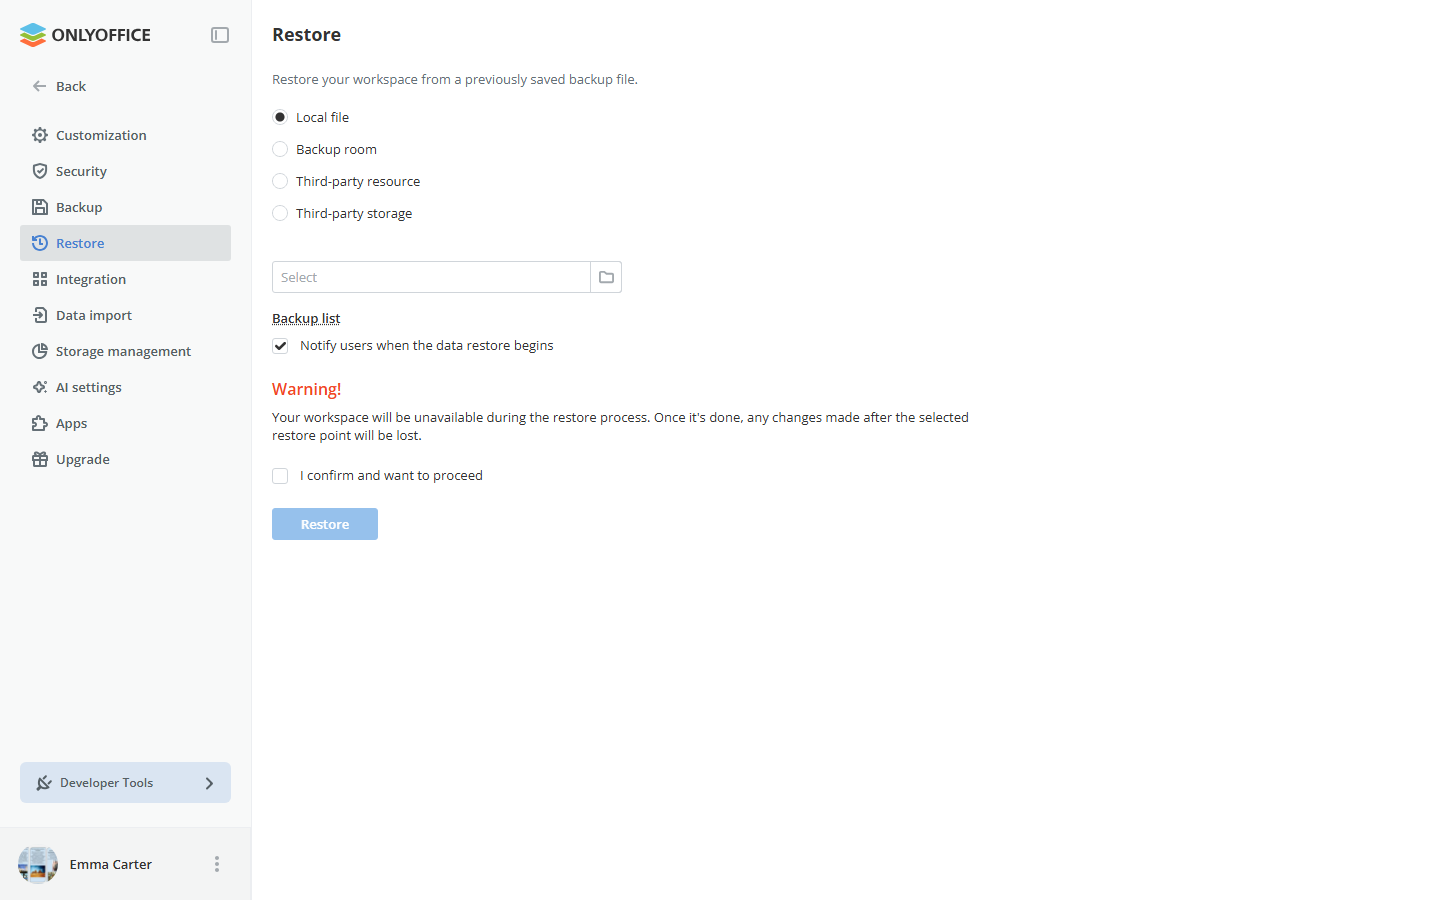 ONLYOFFICE
Back
Customization
Security
Backup
Restore
Integration
Data import
Storage management
AI settings
Apps
Upgrade
Developer Tools
Emma Carter
Restore
Restore your workspace from a previously saved backup file.
Local file
Backup room
Third-party resource
Third-party storage
Select
Backup list
Notify users when the data restore begins
Warning!
Your workspace will be unavailable during the restore process. Once it's done, any changes made after the selected
restore point will be lost.
I confirm and want to proceed
Restore